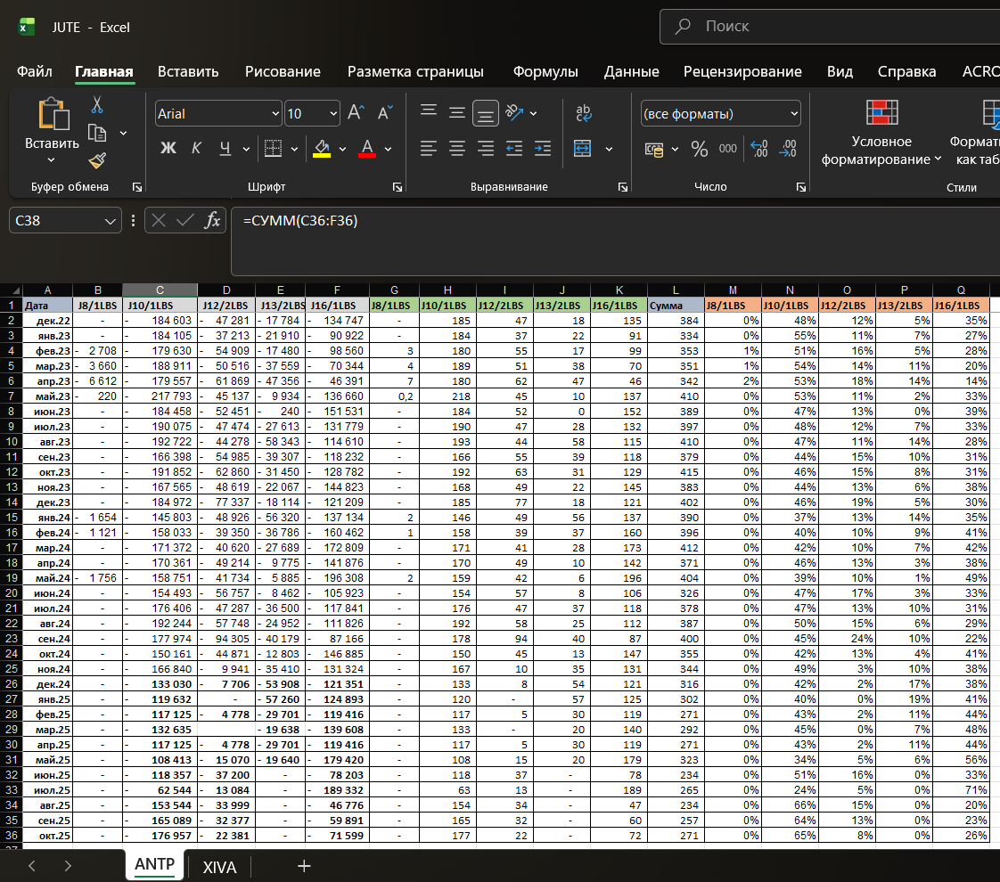 JUTE - Excel
Поиск
Файл Главная Вставить Рисование Разметка страницы Формулы Данные Рецензирование Вид Справка ACRO
Arial 10 (все форматы)
Вставить
Ж К Ч
% 000
Условное форматирование
Формати как таб
Буфер обмена Шрифт Выравнивание Число Стили
C38 fx =СУММ(C36:F36)
A B C D E F G H I J K L M N O P Q
1 Дата J8/1LBS J10/1LBS J12/2LBS J13/2LBS J16/1LBS J8/1LBS J10/1LBS J12/2LBS J13/2LBS J16/1LBS Сумма J8/1LBS J10/1LBS J12/2LBS J13/2LBS J16/1LBS
2 дек.22 - - 184 603 - 47 281 - 17 784 - 134 747 - 185 47 18 135 384 0% 48% 12% 5% 35%
3 янв.23 - - 184 105 - 37 213 - 21 910 - 90 922 - 184 37 22 91 334 0% 55% 11% 7% 27%
4 фев.23 - 2 708 - 179 630 - 54 909 - 17 480 - 98 560 3 180 55 17 99 353 1% 51% 16% 5% 28%
5 мар.23 - 3 660 - 188 911 - 50 516 - 37 559 - 70 344 4 189 51 38 70 351 1% 54% 14% 11% 20%
6 апр.23 - 6 612 - 179 557 - 61 869 - 47 356 - 46 391 7 180 62 47 46 342 2% 53% 18% 14% 14%
7 май.23 - 220 - 217 793 - 45 137 - 9 934 - 136 660 0,2 218 45 10 137 410 0% 53% 11% 2% 33%
8 июн.23 - - 184 458 - 52 451 - 240 - 151 531 - 184 52 0 152 389 0% 47% 13% 0% 39%
9 июл.23 - - 190 075 - 47 474 - 27 613 - 131 779 - 190 47 28 132 397 0% 48% 12% 7% 33%
10 авг.23 - - 192 722 - 44 278 - 58 343 - 114 610 - 193 44 58 115 410 0% 47% 11% 14% 28%
11 сен.23 - - 166 398 - 54 985 - 39 307 - 118 232 - 166 55 39 118 379 0% 44% 15% 10% 31%
12 окт.23 - - 191 852 - 62 860 - 31 450 - 128 782 - 192 63 31 129 415 0% 46% 15% 8% 31%
13 ноя.23 - - 167 565 - 48 619 - 22 067 - 144 823 - 168 49 22 145 383 0% 44% 13% 6% 38%
14 дек.23 - - 184 972 - 77 337 - 18 114 - 121 209 - 185 77 18 121 402 0% 46% 19% 5% 30%
15 янв.24 - 1 654 - 145 803 - 48 926 - 56 320 - 137 134 2 146 49 56 137 390 0% 37% 13% 14% 35%
16 фев.24 - 1 121 - 158 033 - 39 350 - 36 786 - 160 462 1 158 39 37 160 396 0% 40% 10% 9% 41%
17 мар.24 - - 171 372 - 40 620 - 27 689 - 172 809 - 171 41 28 173 412 0% 42% 10% 7% 42%
18 апр.24 - - 170 361 - 49 214 - 9 775 - 141 876 - 170 49 10 142 371 0% 46% 13% 3% 38%
19 май.24 - 1 756 - 158 751 - 41 734 - 5 885 - 196 308 2 159 42 6 196 404 0% 39% 10% 1% 49%
20 июн.24 - - 154 493 - 56 757 - 8 462 - 105 923 - 154 57 8 106 326 0% 47% 17% 3% 33%
21 июл.24 - - 176 406 - 47 287 - 36 500 - 117 841 - 176 47 37 118 378 0% 47% 13% 10% 31%
22 авг.24 - - 192 244 - 57 748 - 24 952 - 111 826 - 192 58 25 112 387 0% 50% 15% 6% 29%
23 сен.24 - - 177 974 - 94 305 - 40 179 - 87 166 - 178 94 40 87 400 0% 45% 24% 10% 22%
24 окт.24 - - 150 161 - 44 871 - 12 803 - 146 885 - 150 45 13 147 355 0% 42% 13% 4% 41%
25 ноя.24 - - 166 840 - 9 941 - 35 410 - 131 324 - 167 10 35 131 344 0% 49% 3% 10% 38%
26 дек.24 - - 133 030 - 7 706 - 53 908 - 121 351 - 133 8 54 121 316 0% 42% 2% 17% 38%
27 янв.25 - - 119 632 - - 57 260 - 124 893 - 120 - 57 125 302 0% 40% 0% 19% 41%
28 фев.25 - - 117 125 - 4 778 - 29 701 - 119 416 - 117 5 30 119 271 0% 43% 2% 11% 44%
29 мар.25 - - 132 635 - 19 638 - 139 608 - 133 - 20 140 292 0% 45% 0% 7% 48%
30 апр.25 - - 117 125 - 4 778 - 29 701 - 119 416 - 117 5 30 119 271 0% 43% 2% 11% 44%
31 май.25 - - 108 413 - 15 070 - 19 640 - 179 420 - 108 15 20 179 323 0% 34% 5% 6% 56%
32 июн.25 - - 118 357 - 37 200 - - 78 203 - 118 37 - 78 234 0% 51% 16% 0% 33%
33 июл.25 - - 62 544 - 13 084 - - 189 332 - 63 13 - 189 265 0% 24% 5% 0% 71%
34 авг.25 - - 153 544 - 33 999 - - 46 776 - 154 34 - 47 234 0% 66% 15% 0% 20%
35 сен.25 - - 165 089 - 32 377 - - 59 891 - 165 32 - 60 257 0% 64% 13% 0% 23%
36 окт.25 - - 176 957 - 22 381 - - 71 599 - 177 22 - 72 271 0% 65% 8% 0% 26%
ANTP XIVA +